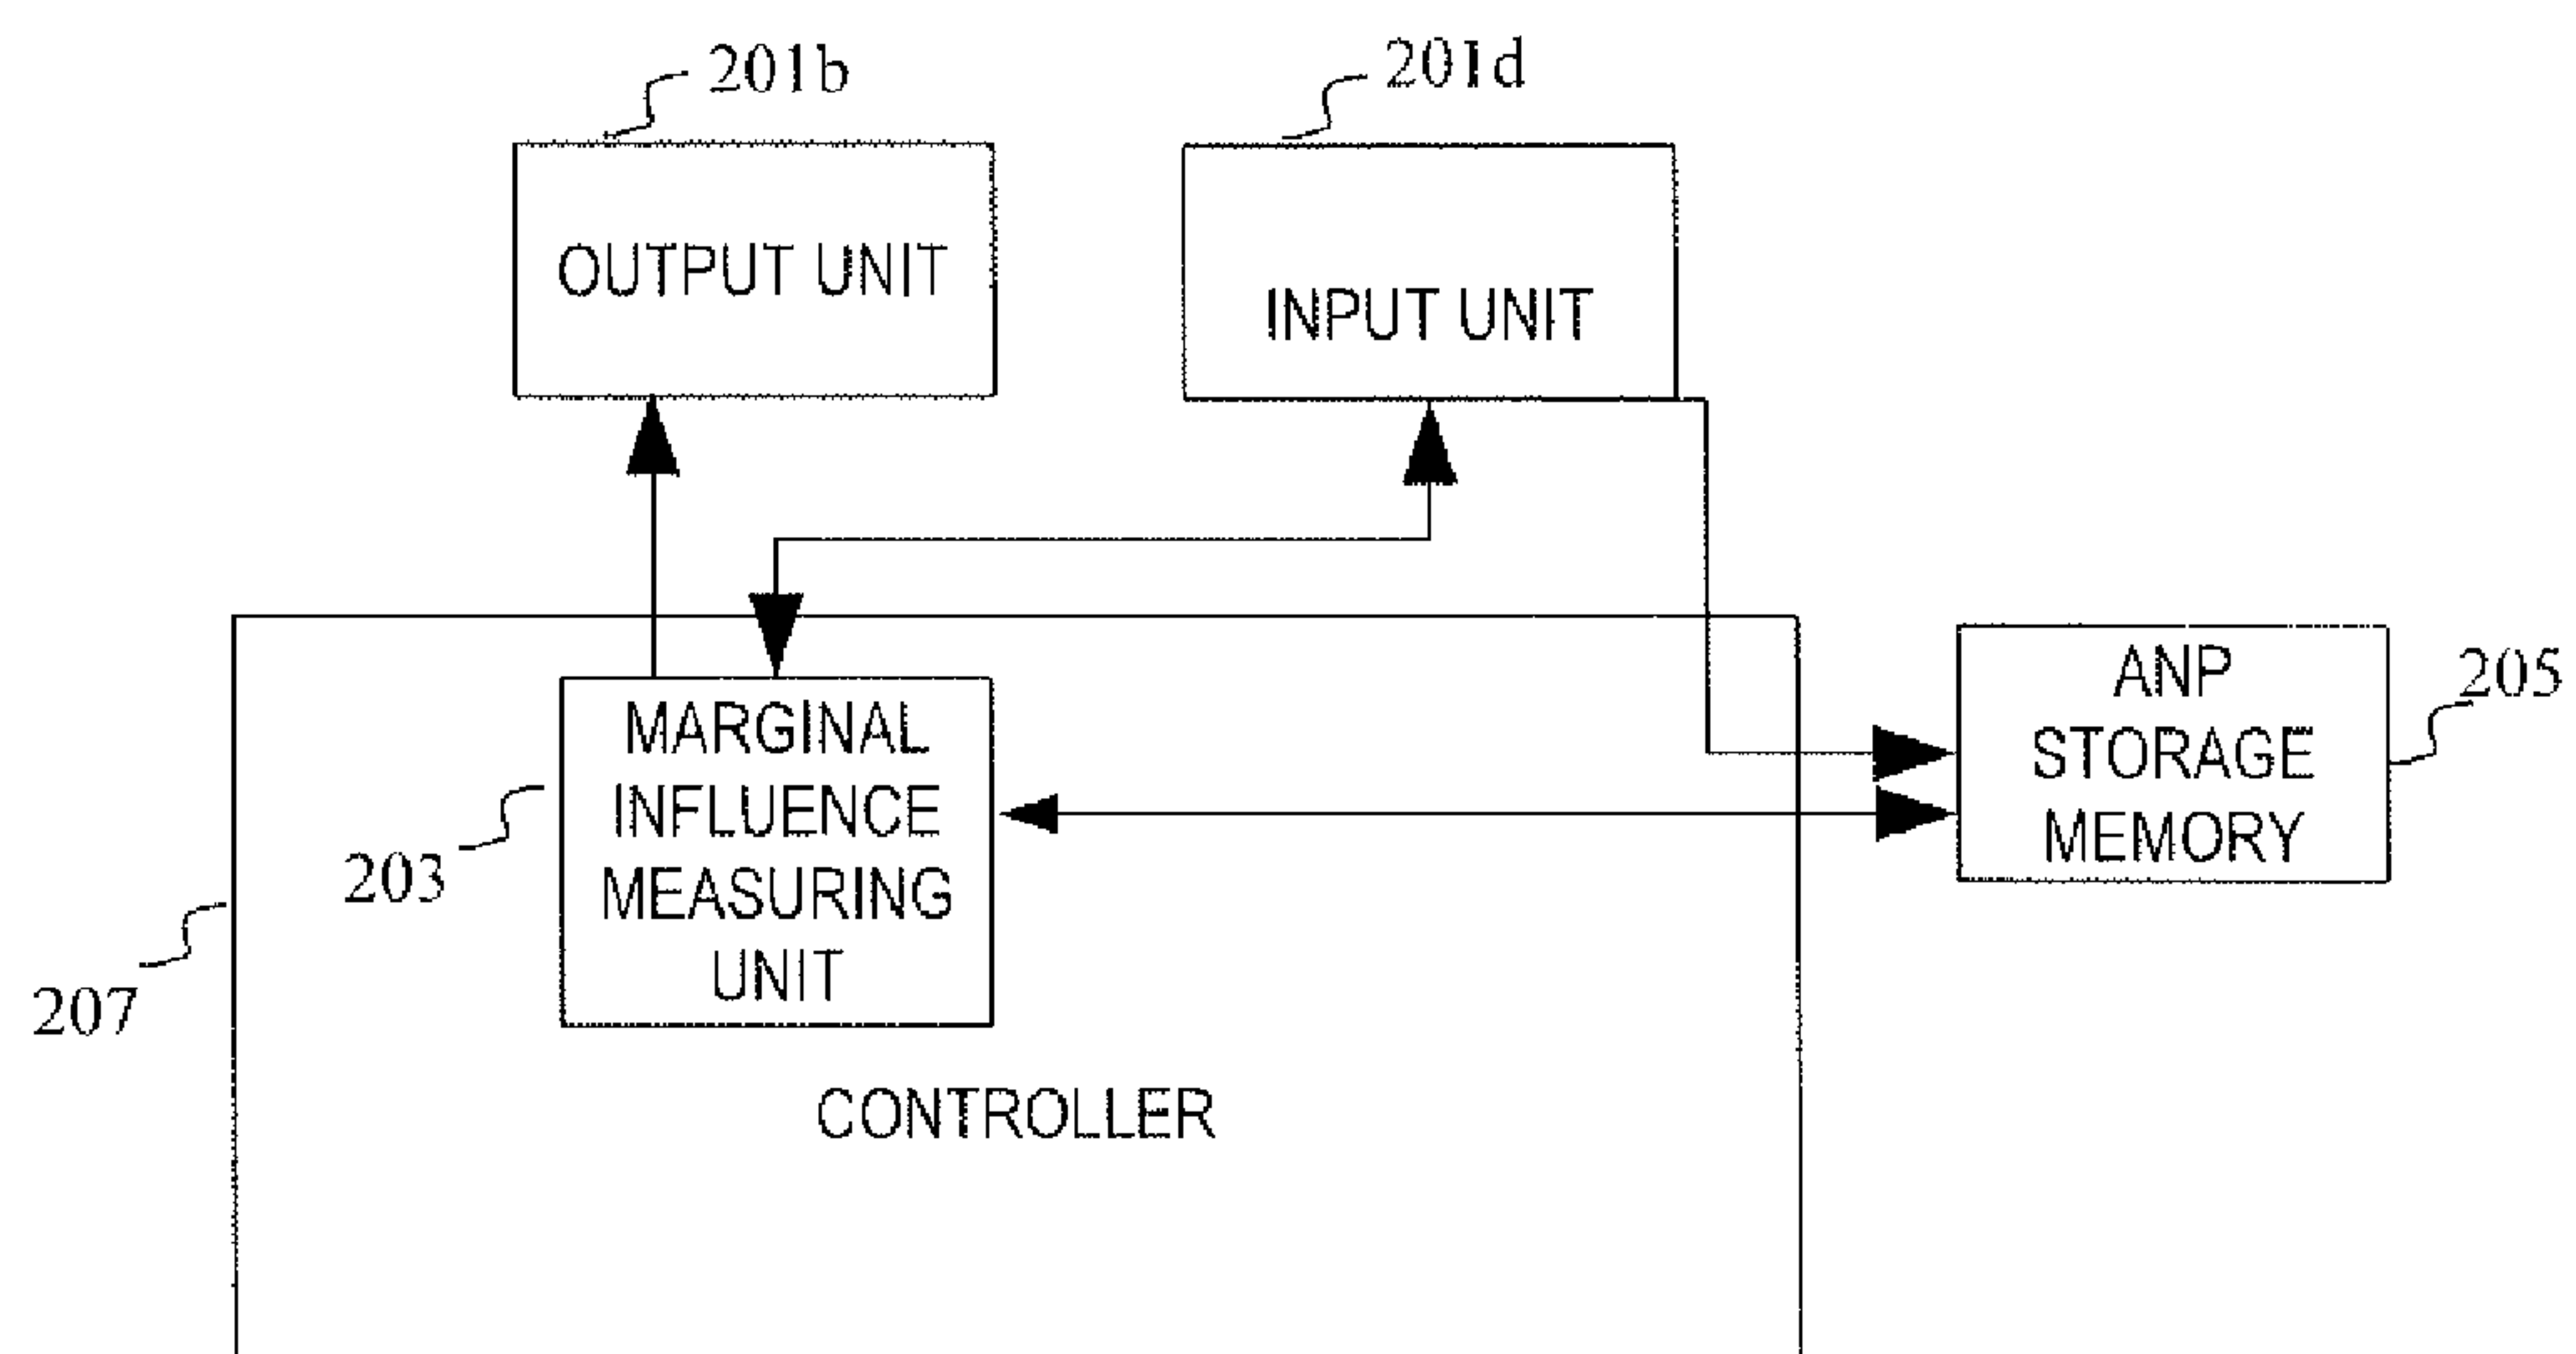 201b
201d
OUTPUT UNIT
INPUT UNIT
MARGINAL
INFLUENCE
MEASURING
UNIT
203
ANP
STORAGE
MEMORY
205
207
CONTROLLER